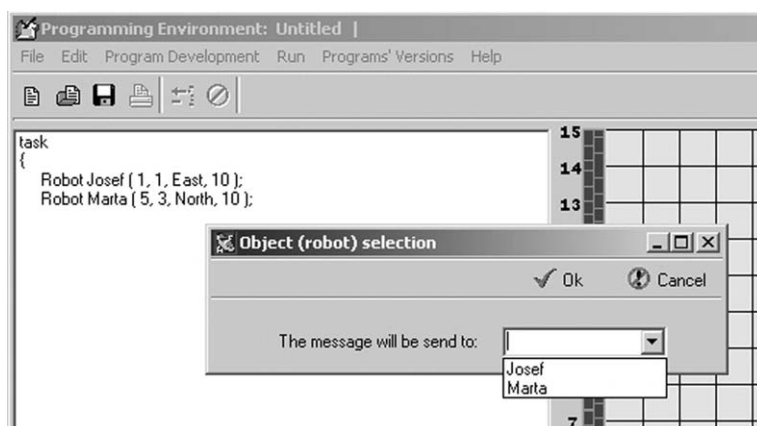 Programming Environment: Untitled |
File Edit Program Development Run Programs' Versions Help
task
{
Robot Josef ( 1, 1, East, 10 );
Robot Marta ( 5, 3, North, 10 );
15
14
13
Object (robot) selection
Ok Cancel
The message will be send to:
Josef
Marta
7